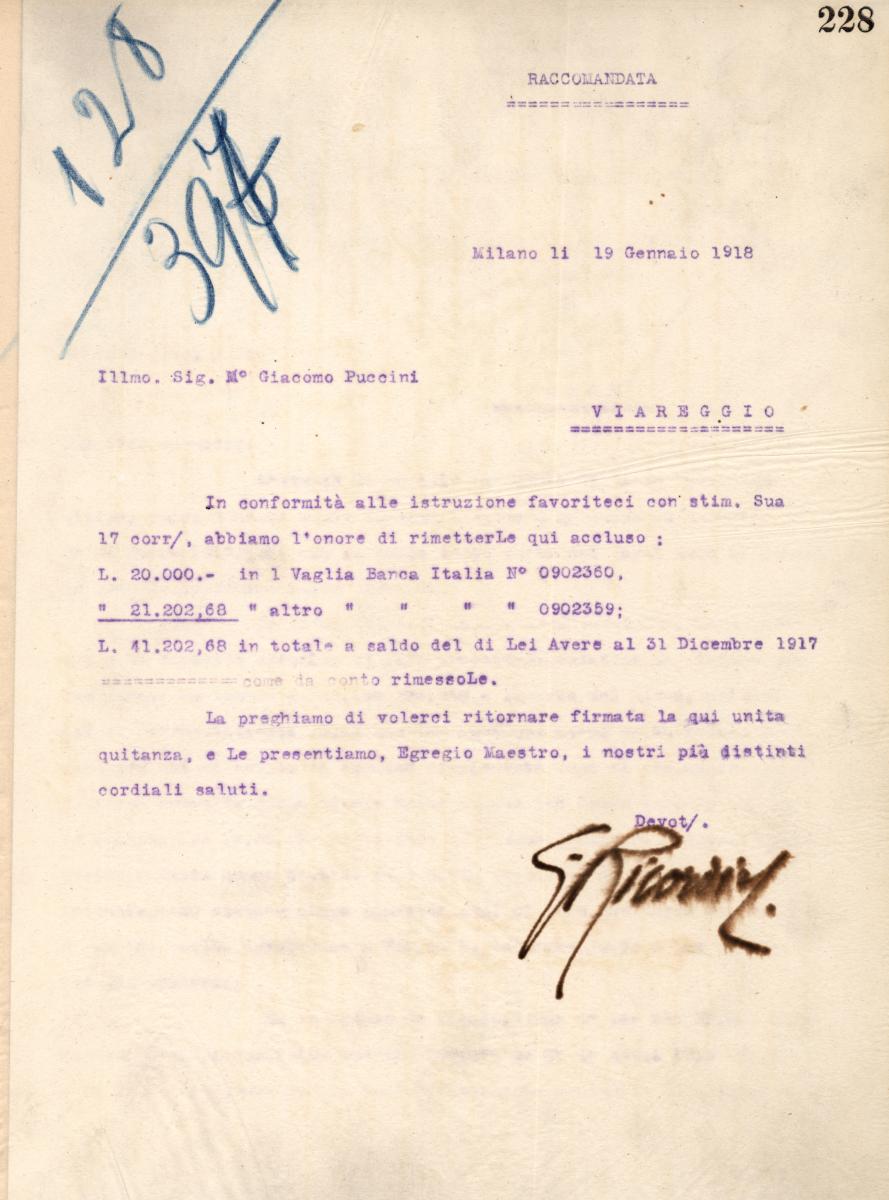 228
128
397
RACCOMANDATA
=================
Milano li 19 Gennaio 1918
Illmo. Sig. M° Giacomo Puccini
V I A R E G G I O
====================
In conformità alle istruzione favoriteci con stim. Sua
17 corr/, abbiamo l'onore di rimetterLe qui accluso ;
L. 20.000.- in 1 Vaglia Banca Italia N° 0902360,
" 21.202,68 " altro " " " " 0902359;
L. 41.202,68 in totale a saldo del di Lei Avere al 31 Dicembre 1917
============= come da conto rimessoLe.
La preghiamo di volerci ritornare firmata la qui unita
quitanza, e Le presentiamo, Egregio Maestro, i nostri più distinti
cordiali saluti.
Devot/.
G. Ricordi